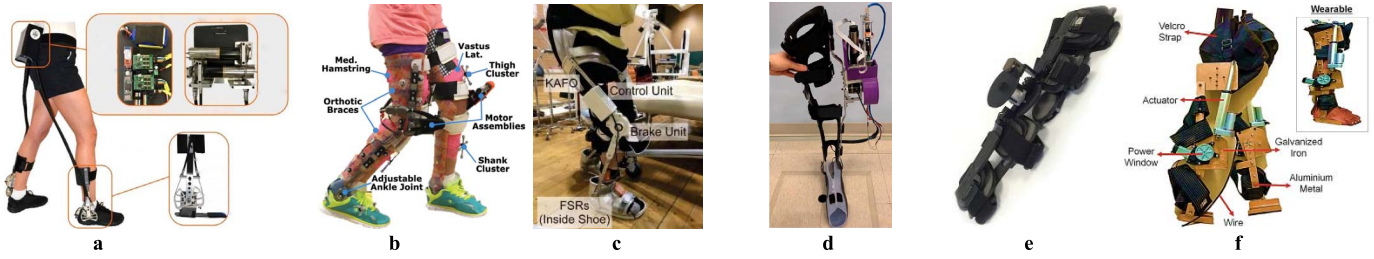 Med.
Hamstring
Orthotic
Braces
Adjustable
Ankle Joint
Vastus
Lat.
Thigh
Cluster
Motor
Assemblies
Shank
Cluster
KAFO
Control Unit
Brake Unit
FSRs
(Inside Shoe)
Velcro
Strap
Actuator
Power
Window
Wire
Wearable
Galvanized
Iron
Aluminium
Metal
a
b
c
d
e
f